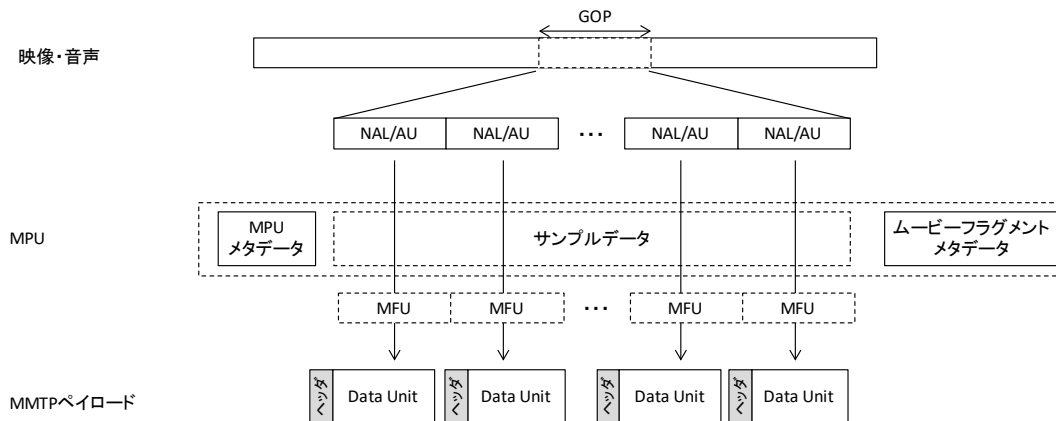 GOP
映像・音声
NAL/AU NAL/AU ・・・ NAL/AU NAL/AU
MPU
MPU
メタデータ
サンプルデータ
ムービーフラグメント
メタデータ
MFU MFU ・・・ MFU MFU
MMTPペイロード
ヘッダ Data Unit ヘッダ Data Unit ヘッダ Data Unit ヘッダ Data Unit